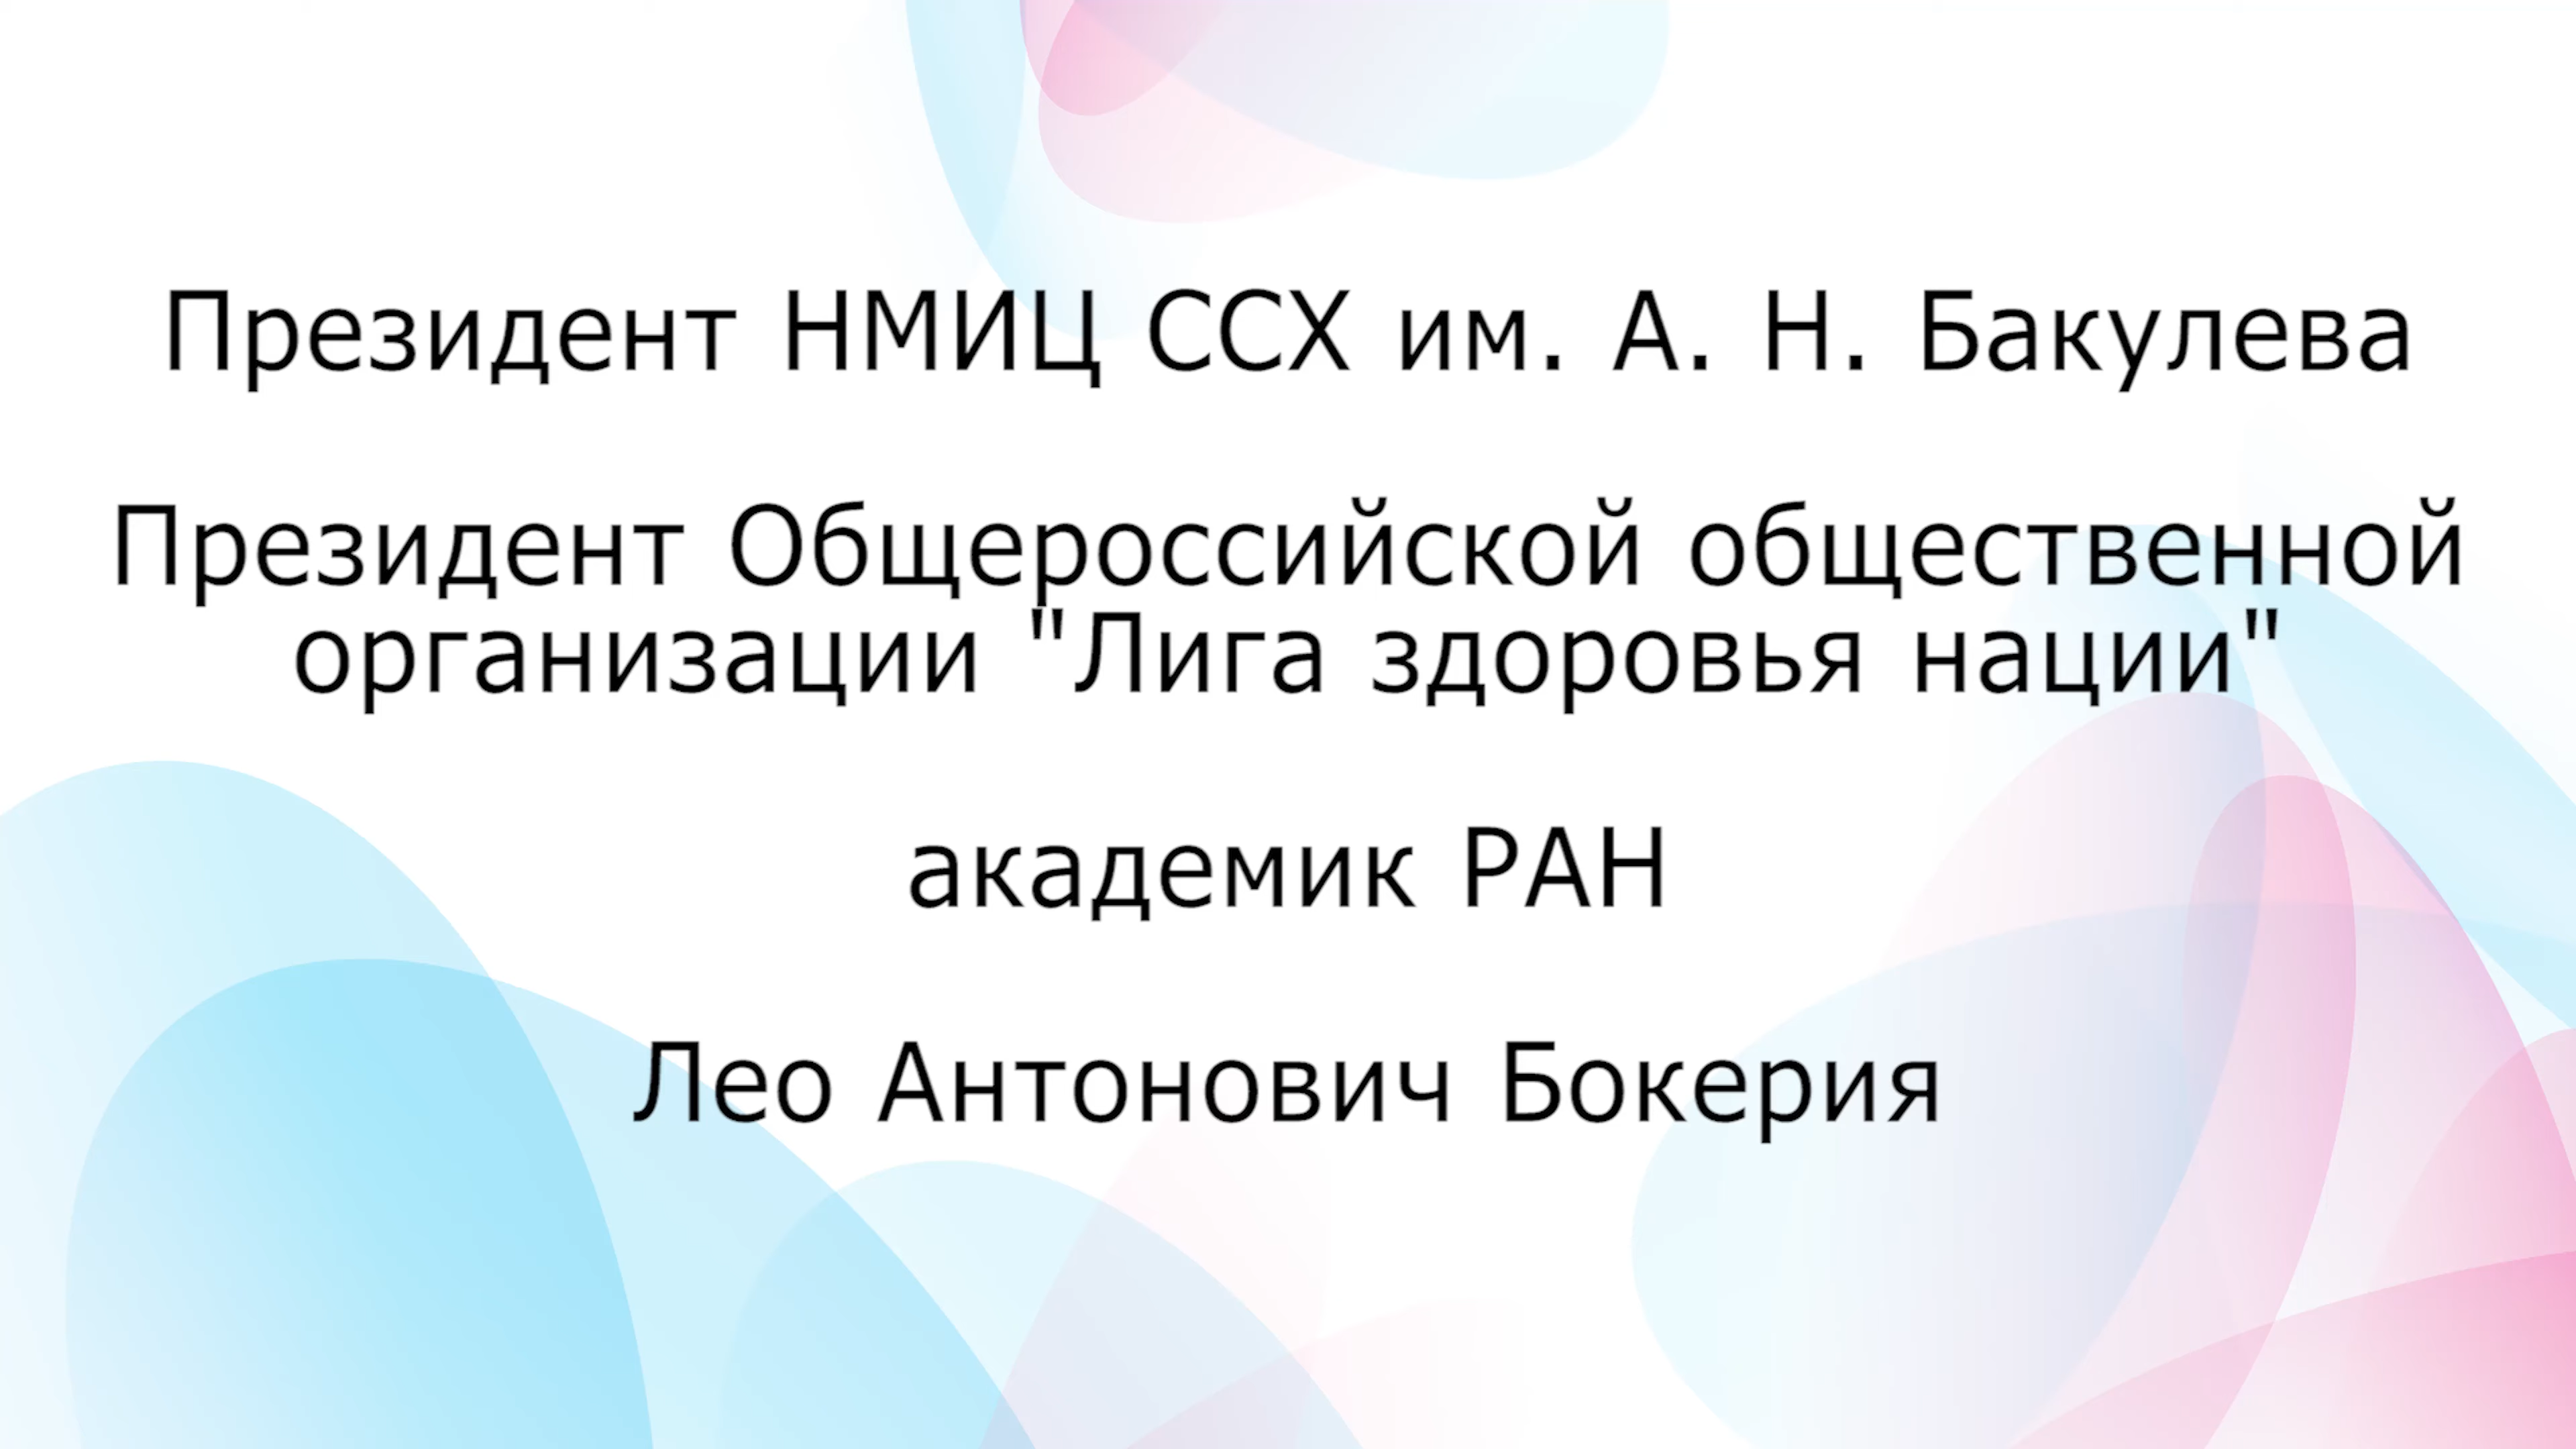 Президент НМИЦ ССХ им. А. Н. Бакулева
Президент Общероссийской общественной
организации "Лига здоровья нации"
академик РАН
Лео Антонович Бокерия